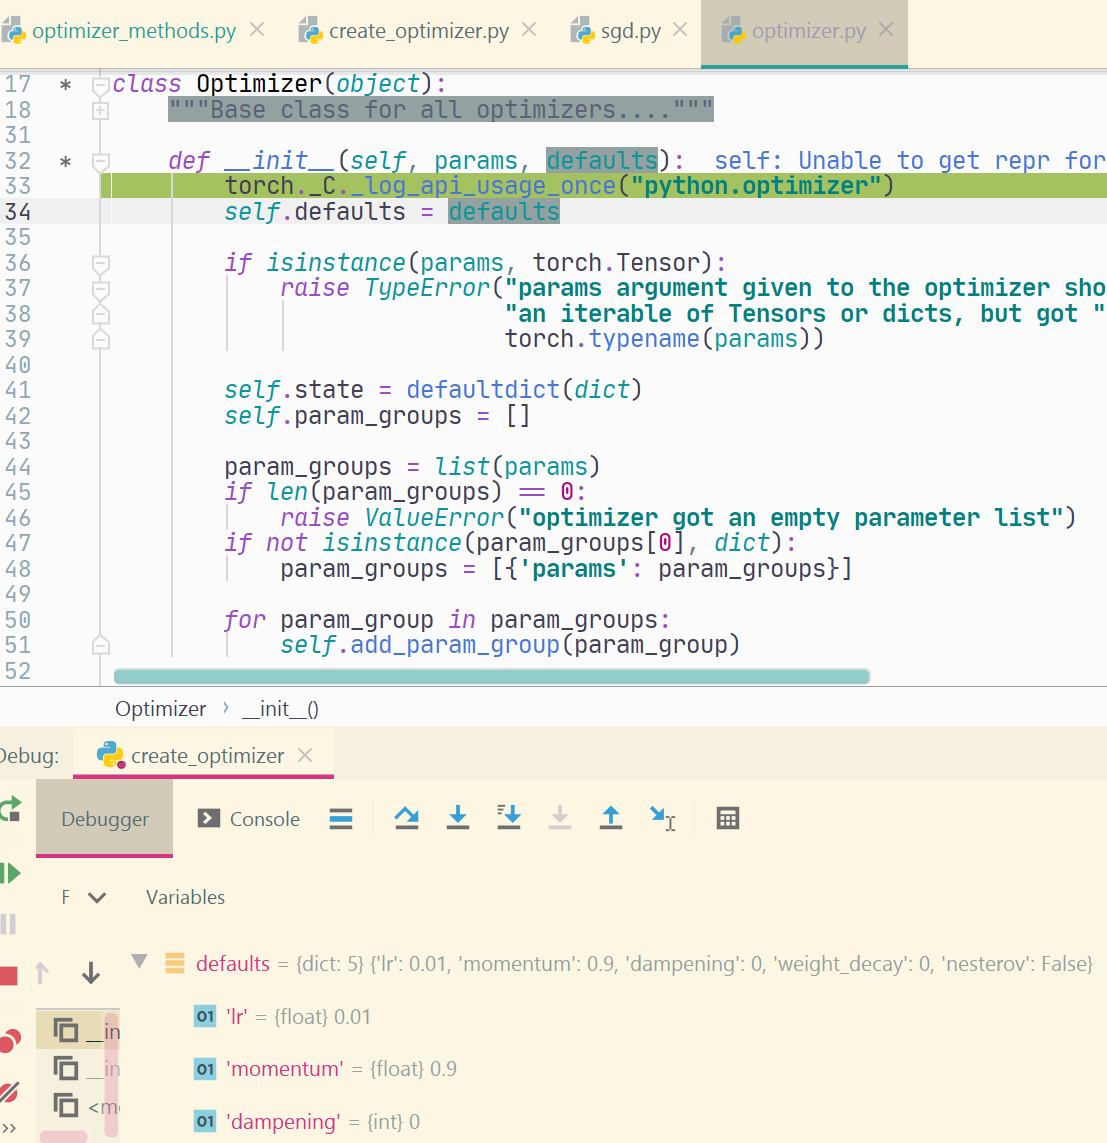 optimizer_methods.py create_optimizer.py sgd.py optimizer.py
17 * class Optimizer(object):
18 """Base class for all optimizers...."""
31
32 * def __init__(self, params, defaults): self: Unable to get repr for
33 torch._C._log_api_usage_once("python.optimizer")
34 self.defaults = defaults
35
36 if isinstance(params, torch.Tensor):
37 raise TypeError("params argument given to the optimizer sho
38 "an iterable of Tensors or dicts, but got "
39 torch.typename(params))
40
41 self.state = defaultdict(dict)
42 self.param_groups = []
43
44 param_groups = list(params)
45 if len(param_groups) == 0:
46 raise ValueError("optimizer got an empty parameter list")
47 if not isinstance(param_groups[0], dict):
48 param_groups = [{'params': param_groups}]
49
50 for param_group in param_groups:
51 self.add_param_group(param_group)
52
Optimizer › __init__()
Debug: create_optimizer
Debugger Console
F Variables
defaults = {dict: 5} {'lr': 0.01, 'momentum': 0.9, 'dampening': 0, 'weight_decay': 0, 'nesterov': False}
01 'lr' = {float} 0.01
__in
01 'momentum' = {float} 0.9
__in
<mo
01 'dampening' = {int} 0
>>